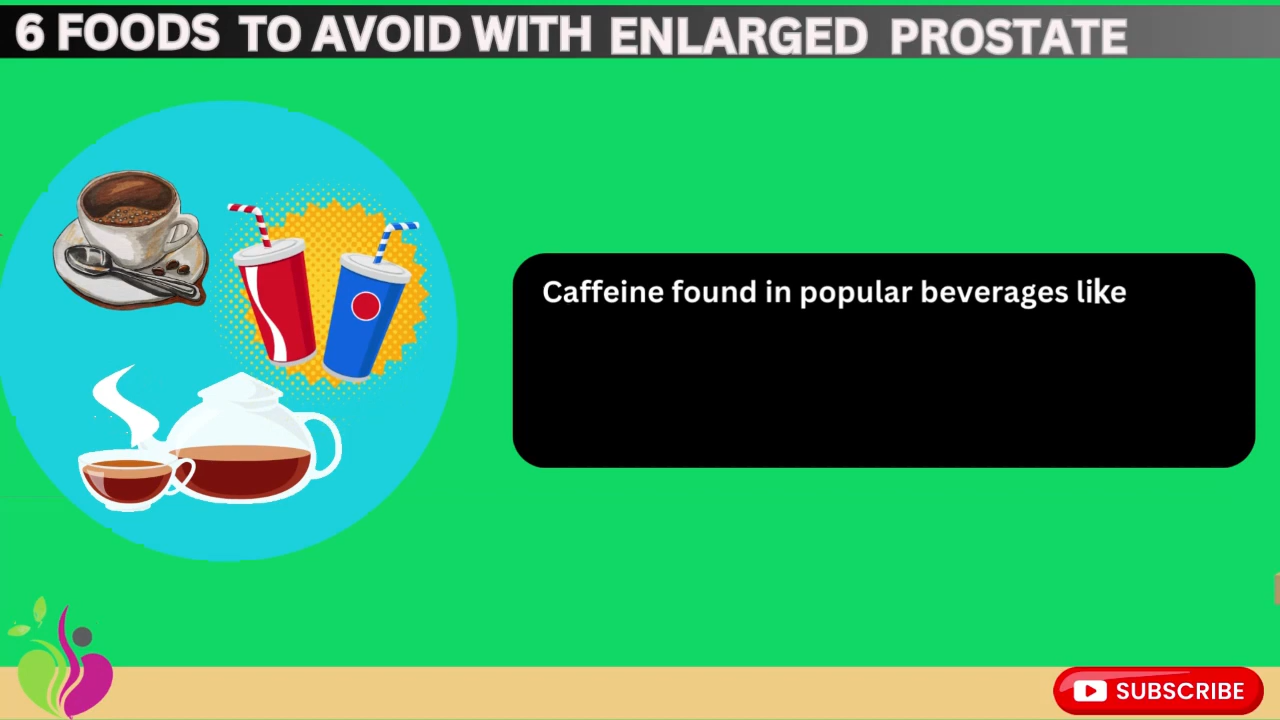 6 FOODS TO AVOID WITH ENLARGED PROSTATE
Caffeine found in popular beverages like
SUBSCRIBE